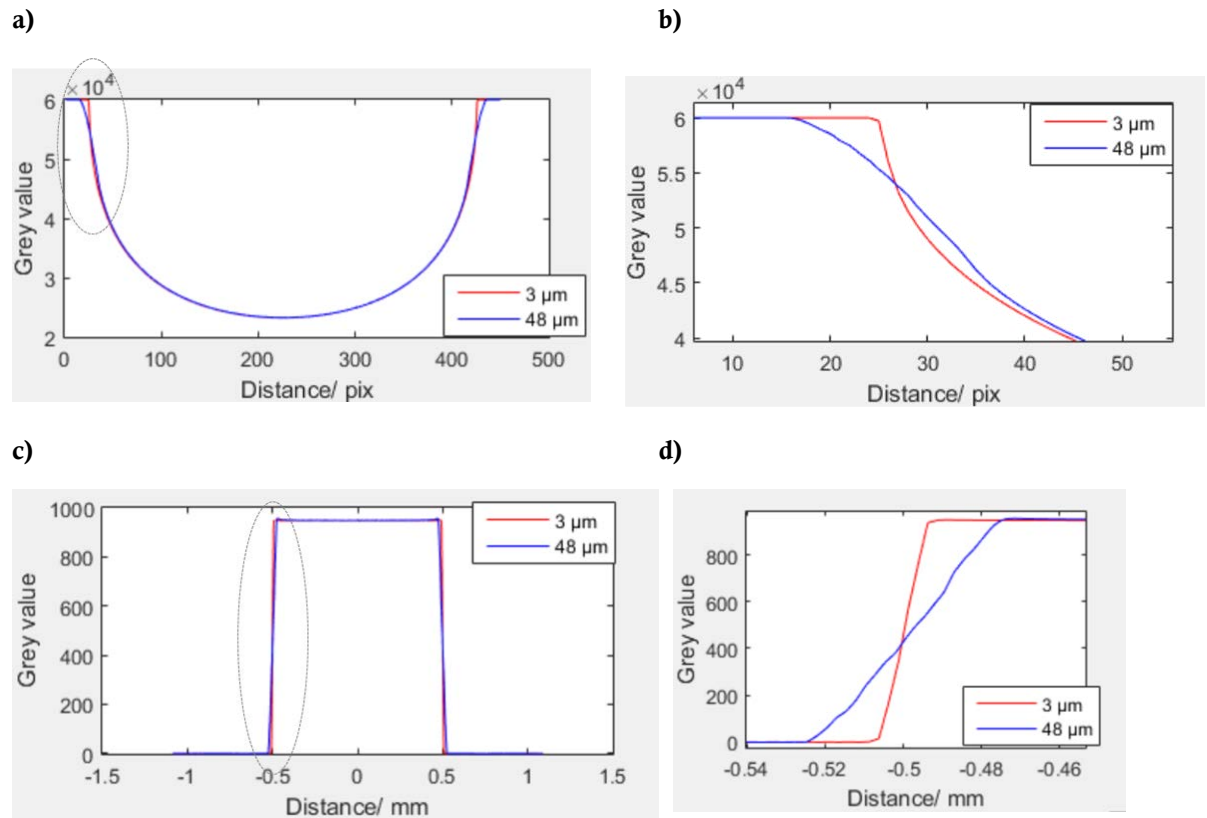 a)
× 10^4
6
5
4
3
2
Grey value
0 100 200 300 400 500
Distance/ pix
3 µm
48 µm
b)
× 10^4
6
5.5
5
4.5
4
Grey value
10 20 30 40 50
Distance/ pix
3 µm
48 µm
c)
1000
800
600
400
200
0
Grey value
-1.5 -1 -0.5 0 0.5 1 1.5
Distance/ mm
3 µm
48 µm
d)
800
600
400
200
0
Grey value
-0.54 -0.52 -0.5 -0.48 -0.46
Distance/ mm
3 µm
48 µm